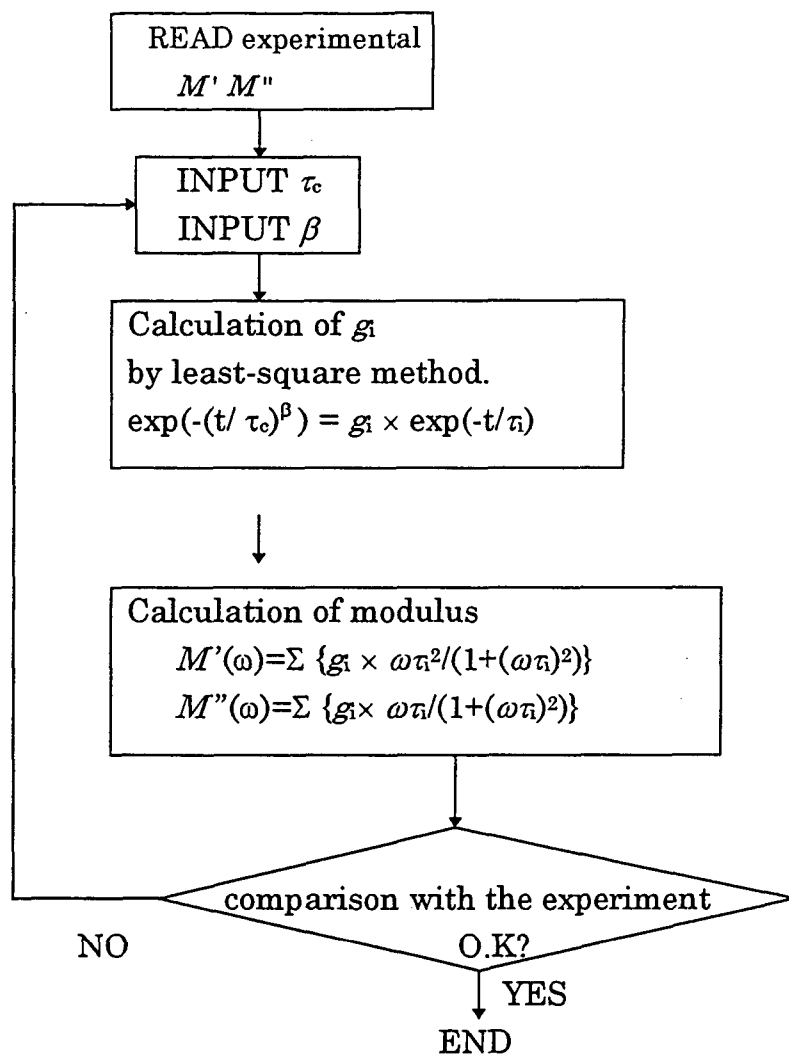 READ experimental
M' M"
INPUT τc
INPUT β
Calculation of gi
by least-square method.
exp(-(t/ τc)^β) = gi × exp(-t/τi)
Calculation of modulus
M'(ω)=Σ {gi × ωτi²/(1+(ωτi)²)}
M"(ω)=Σ {gi× ωτi/(1+(ωτi)²)}
comparison with the experiment
O.K?
NO
YES
END